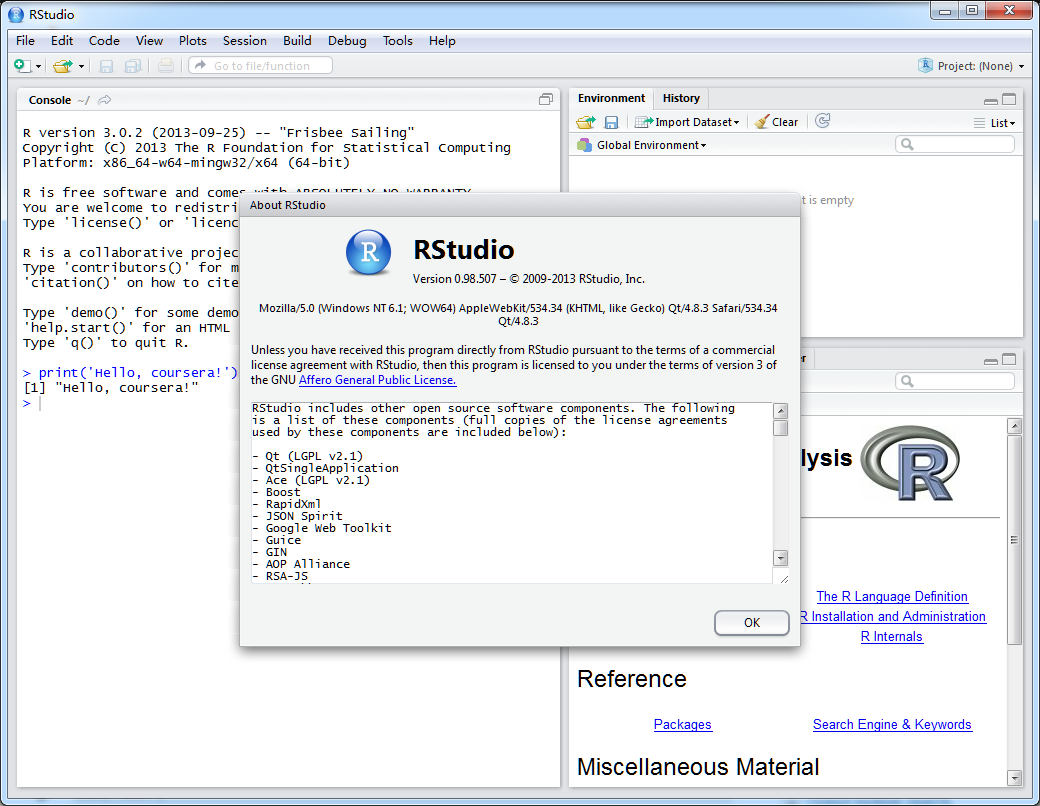 RStudio
File Edit Code View Plots Session Build Debug Tools Help
Go to file/function
Project: (None)
Console ~/
R version 3.0.2 (2013-09-25) -- "Frisbee Sailing"
Copyright (C) 2013 The R Foundation for Statistical Computing
Platform: x86_64-w64-mingw32/x64 (64-bit)
R is free software and comes with ABSOLUTELY NO WARRANTY
You are welcome to redistri
Type 'license()' or 'licenc
R is a collaborative projec
Type 'contributors()' for m
'citation()' on how to cite
Type 'demo()' for some demo
'help.start()' for an HTML
Type 'q()' to quit R.
> print('Hello, coursera!')
[1] "Hello, coursera!"
>
Environment History
Import Dataset Clear List
Global Environment
t is empty
About RStudio
R
RStudio
Version 0.98.507 – © 2009-2013 RStudio, Inc.
Mozilla/5.0 (Windows NT 6.1; WOW64) AppleWebKit/534.34 (KHTML, like Gecko) Qt/4.8.3 Safari/534.34
Qt/4.8.3
Unless you have received this program directly from RStudio pursuant to the terms of a commercial
license agreement with RStudio, then this program is licensed to you under the terms of version 3 of
the GNU Affero General Public License.
RStudio includes other open source software components. The following
is a list of these components (full copies of the license agreements
used by these components are included below):
- Qt (LGPL v2.1)
- QtSingleApplication
- Ace (LGPL v2.1)
- Boost
- RapidXml
- JSON Spirit
- Google Web Toolkit
- Guice
- GIN
- AOP Alliance
- RSA-JS
OK
r
lysis
R
The R Language Definition
R Installation and Administration
R Internals
Reference
Packages Search Engine & Keywords
Miscellaneous Material